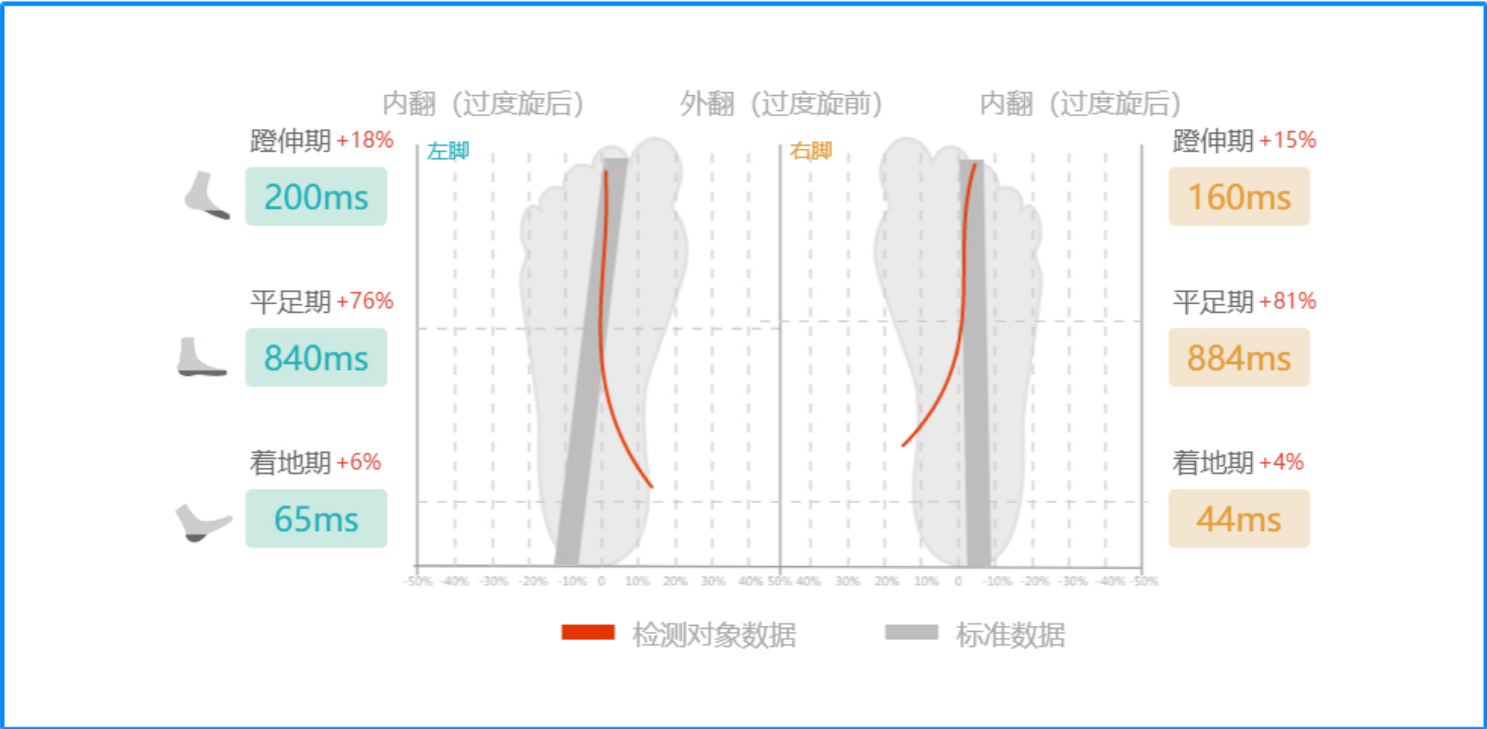 内翻（过度旋后） 外翻（过度旋前） 内翻（过度旋后）
蹬伸期 +18% 左脚 右脚 蹬伸期 +15%
200ms 160ms
平足期 +76% 平足期 +81%
840ms 884ms
着地期 +6% 着地期 +4%
65ms 44ms
-50% -40% -30% -20% -10% 0 10% 20% 30% 40% 50% 40% 30% 20% 10% 0 -10% -20% -30% -40% -50%
检测对象数据 标准数据